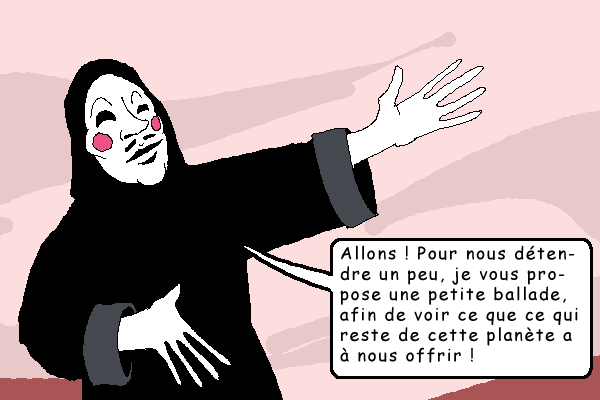 Allons ! Pour nous déten-
dre un peu, je vous pro-
pose une petite ballade,
afin de voir ce que ce qui
reste de cette planète a
à nous offrir !